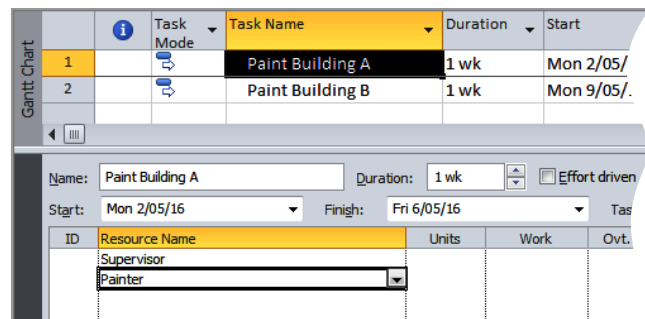 Task Mode Task Name Duration Start
1 Paint Building A 1 wk Mon 2/05/
2 Paint Building B 1 wk Mon 9/05/.
Gantt Chart
Name: Paint Building A Duration: 1 wk Effort driven
Start: Mon 2/05/16 Finish: Fri 6/05/16 Tas
ID Resource Name Units Work Ovt.
Supervisor
Painter